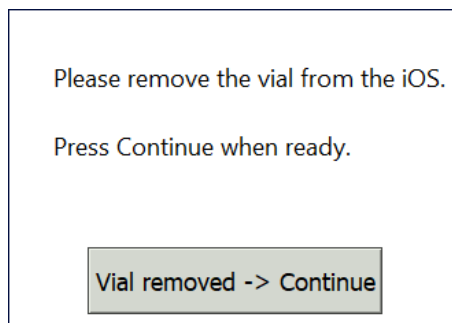 Please remove the vial from the iOS.
Press Continue when ready.
Vial removed -> Continue